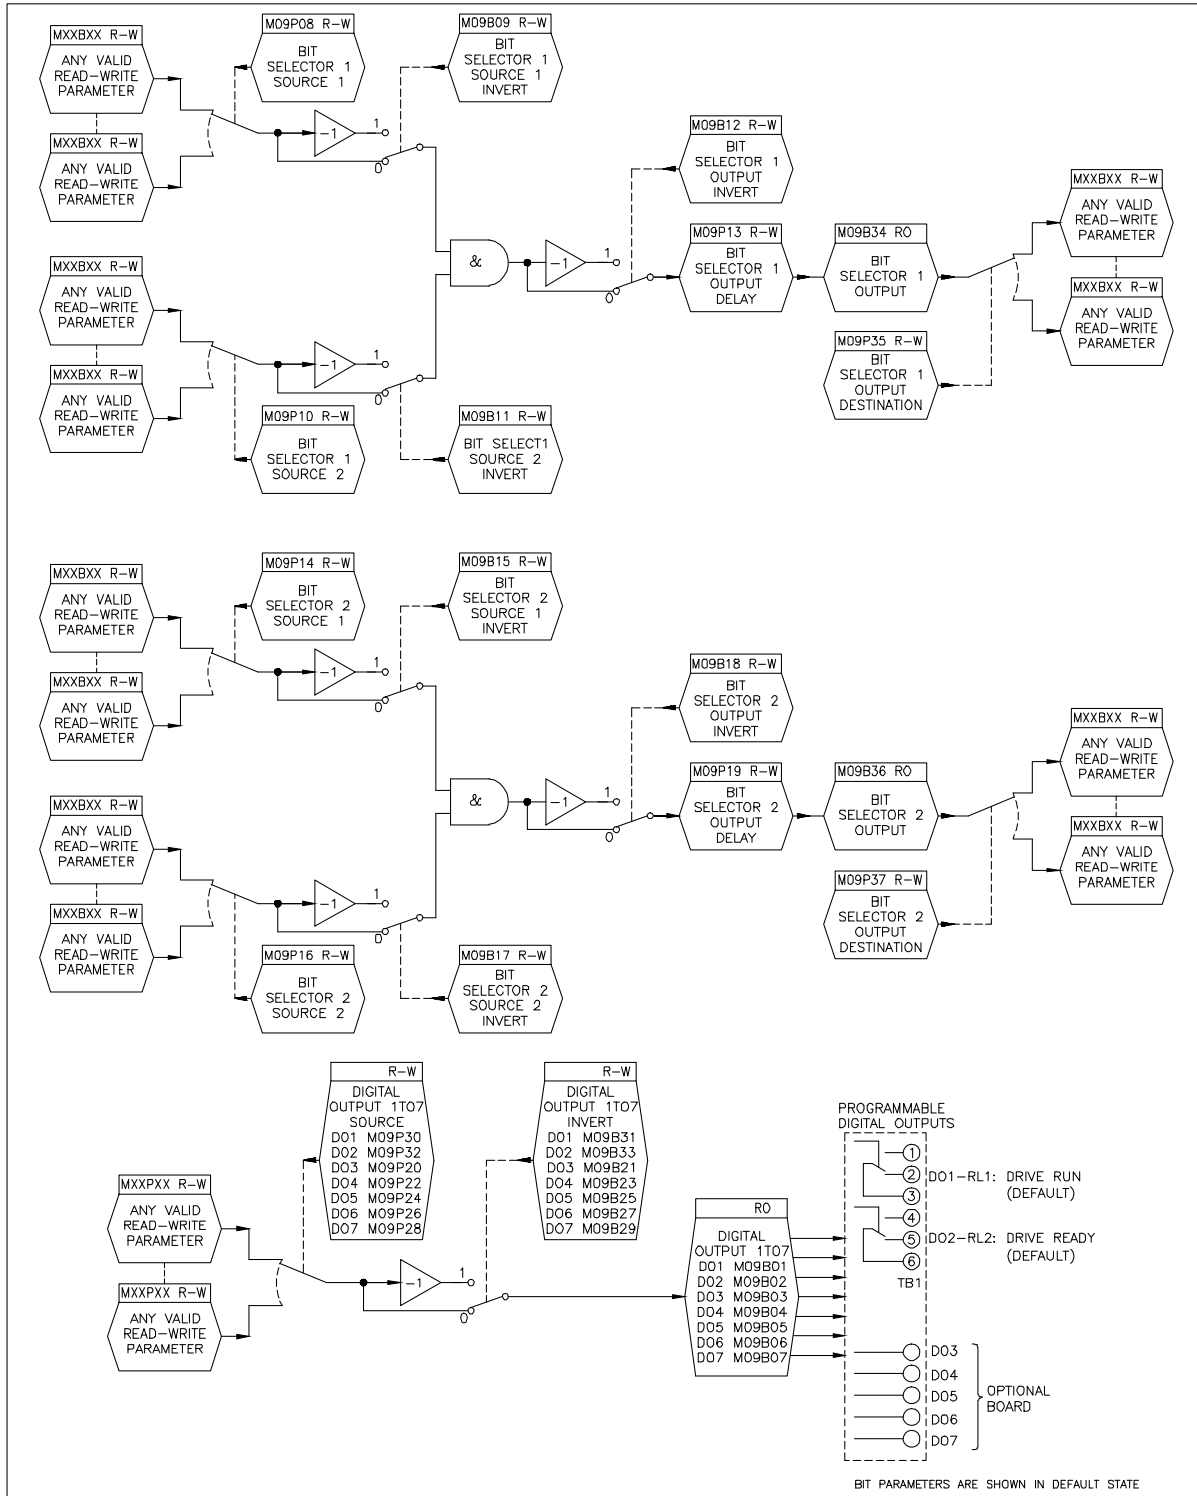 MXXBXX R-W
ANY VALID
READ-WRITE
PARAMETER
MXXBXX R-W
ANY VALID
READ-WRITE
PARAMETER
M09P08 R-W
BIT
SELECTOR 1
SOURCE 1
M09B09 R-W
BIT
SELECTOR 1
SOURCE 1
INVERT
-1
1
0
MXXBXX R-W
ANY VALID
READ-WRITE
PARAMETER
MXXBXX R-W
ANY VALID
READ-WRITE
PARAMETER
-1
1
0
M09P10 R-W
BIT
SELECTOR 1
SOURCE 2
M09B11 R-W
BIT SELECT1
SOURCE 2
INVERT
&
-1
1
0
M09B12 R-W
BIT
SELECTOR 1
OUTPUT
INVERT
M09P13 R-W
BIT
SELECTOR 1
OUTPUT
DELAY
M09B34 RO
BIT
SELECTOR 1
OUTPUT
M09P35 R-W
BIT
SELECTOR 1
OUTPUT
DESTINATION
MXXBXX R-W
ANY VALID
READ-WRITE
PARAMETER
MXXBXX R-W
ANY VALID
READ-WRITE
PARAMETER
MXXBXX R-W
ANY VALID
READ-WRITE
PARAMETER
MXXBXX R-W
ANY VALID
READ-WRITE
PARAMETER
M09P14 R-W
BIT
SELECTOR 2
SOURCE 1
M09B15 R-W
BIT
SELECTOR 2
SOURCE 1
INVERT
-1
1
0
MXXBXX R-W
ANY VALID
READ-WRITE
PARAMETER
MXXBXX R-W
ANY VALID
READ-WRITE
PARAMETER
-1
1
0
M09P16 R-W
BIT
SELECTOR 2
SOURCE 2
M09B17 R-W
BIT
SELECTOR 2
SOURCE 2
INVERT
&
-1
1
0
M09B18 R-W
BIT
SELECTOR 2
OUTPUT
INVERT
M09P19 R-W
BIT
SELECTOR 2
OUTPUT
DELAY
M09B36 RO
BIT
SELECTOR 2
OUTPUT
M09P37 R-W
BIT
SELECTOR 2
OUTPUT
DESTINATION
MXXBXX R-W
ANY VALID
READ-WRITE
PARAMETER
MXXBXX R-W
ANY VALID
READ-WRITE
PARAMETER
MXXPXX R-W
ANY VALID
READ-WRITE
PARAMETER
MXXPXX R-W
ANY VALID
READ-WRITE
PARAMETER
R-W
DIGITAL
OUTPUT 1TO7
SOURCE
DO1 M09P30
DO2 M09P32
DO3 M09P20
DO4 M09P22
DO5 M09P24
DO6 M09P26
DO7 M09P28
R-W
DIGITAL
OUTPUT 1TO7
INVERT
DO1 M09B31
DO2 M09B33
DO3 M09B21
DO4 M09B23
DO5 M09B25
DO6 M09B27
DO7 M09B29
-1
1
0
RO
DIGITAL
OUTPUT 1TO7
DO1 M09B01
DO2 M09B02
DO3 M09B03
DO4 M09B04
DO5 M09B05
DO6 M09B06
DO7 M09B07
PROGRAMMABLE
DIGITAL OUTPUTS
1
2
3
4
5
6
TB1
DO1-RL1: DRIVE RUN
(DEFAULT)
DO2-RL2: DRIVE READY
(DEFAULT)
DO3
DO4
DO5
DO6
DO7
OPTIONAL
BOARD
BIT PARAMETERS ARE SHOWN IN DEFAULT STATE